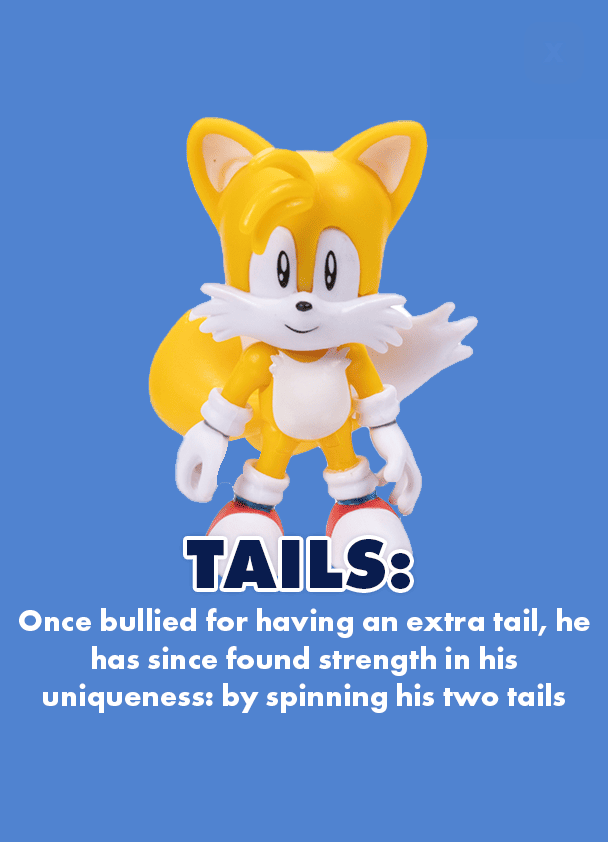 TAILS:
Once bullied for having an extra tail, he
has since found strength in his
uniqueness: by spinning his two tails